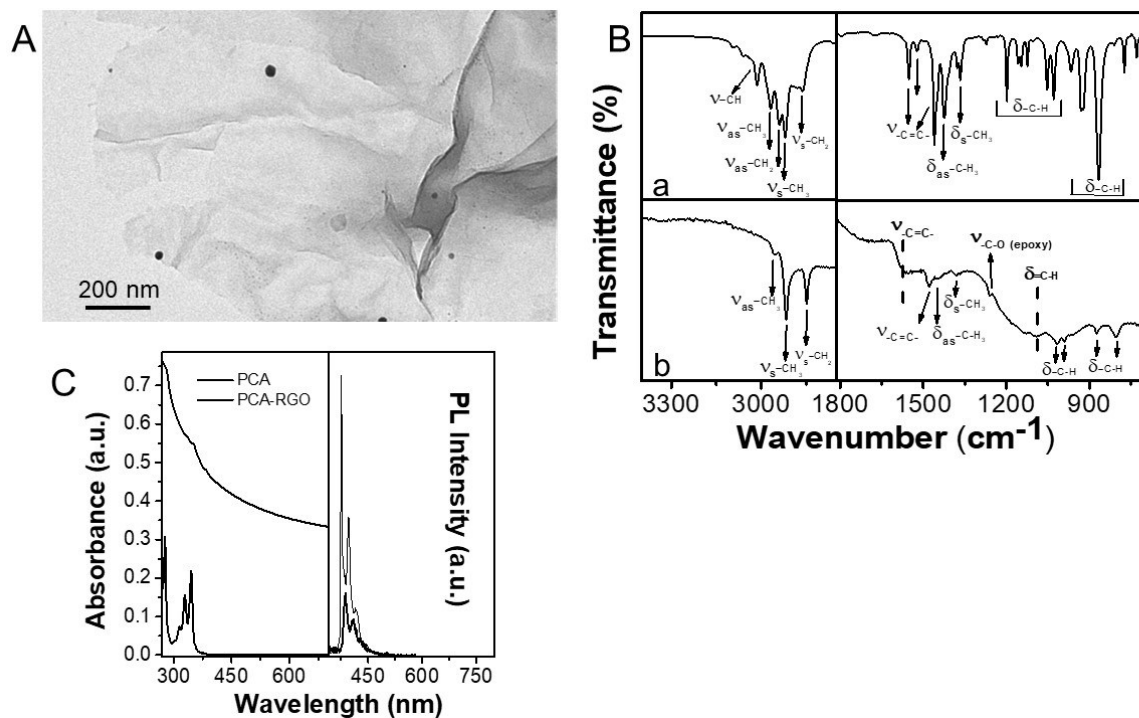 A
200 nm
B
Transmittance (%)
ν-CH
νas-CH3
νas-CH2
νs-CH3
νs-CH2
ν-C=C-
δas-C-H3
δs-CH3
δ-C-H
δ-C-H
a
νas-CH3
νs-CH3
νs-CH2
ν-C=C-
ν-C=C-
δas-C-H3
δs-CH3
ν-C-O (epoxy)
δ=C-H
δ-C-H
δ-C-H
b
3300 3000 1800 1500 1200 900
Wavenumber (cm-1)
C
PCA
PCA-RGO
Absorbance (a.u.)
0.7
0.6
0.5
0.4
0.3
0.2
0.1
0.0
PL Intensity (a.u.)
300 450 600 450 600 750
Wavelength (nm)